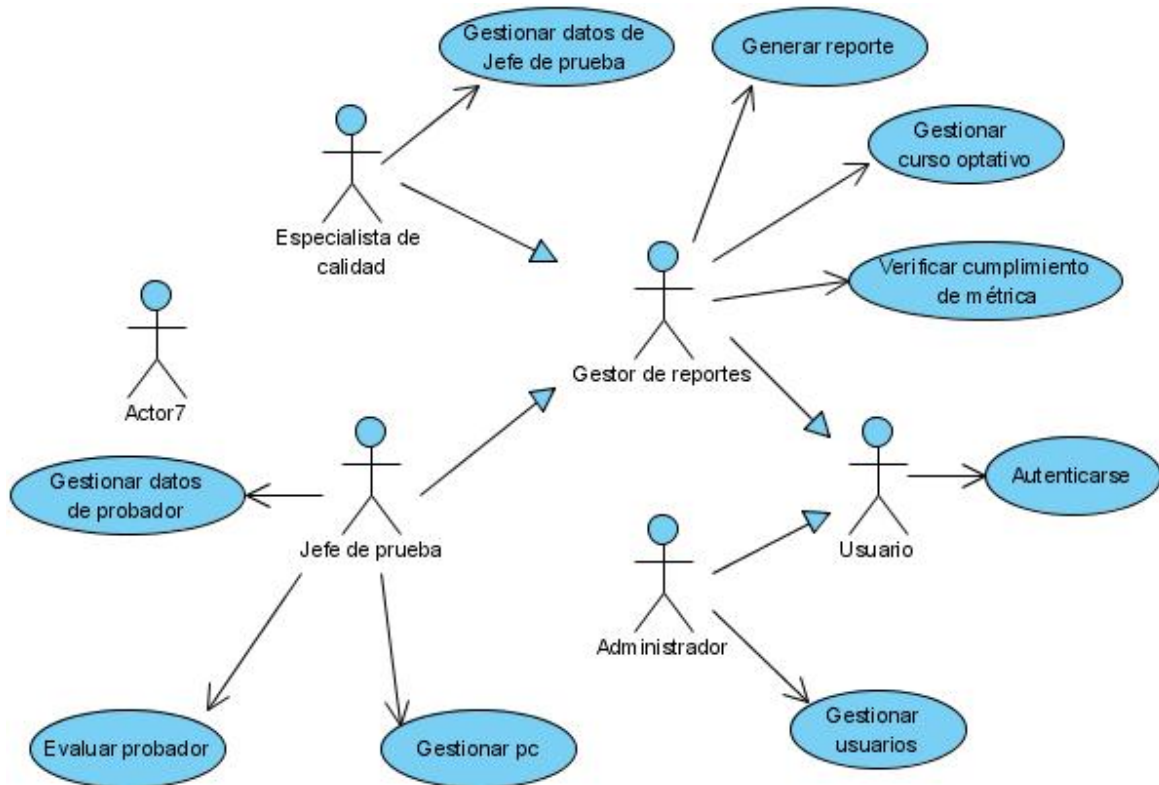 Gestionar datos de
Jefe de prueba
Generar reporte
Gestionar
curso optativo
Especialista de
calidad
Verificar cumplimiento
de métrica
Gestor de reportes
Actor7
Gestionar datos
de probador
Jefe de prueba
Autenticarse
Usuario
Administrador
Evaluar probador
Gestionar pc
Gestionar
usuarios